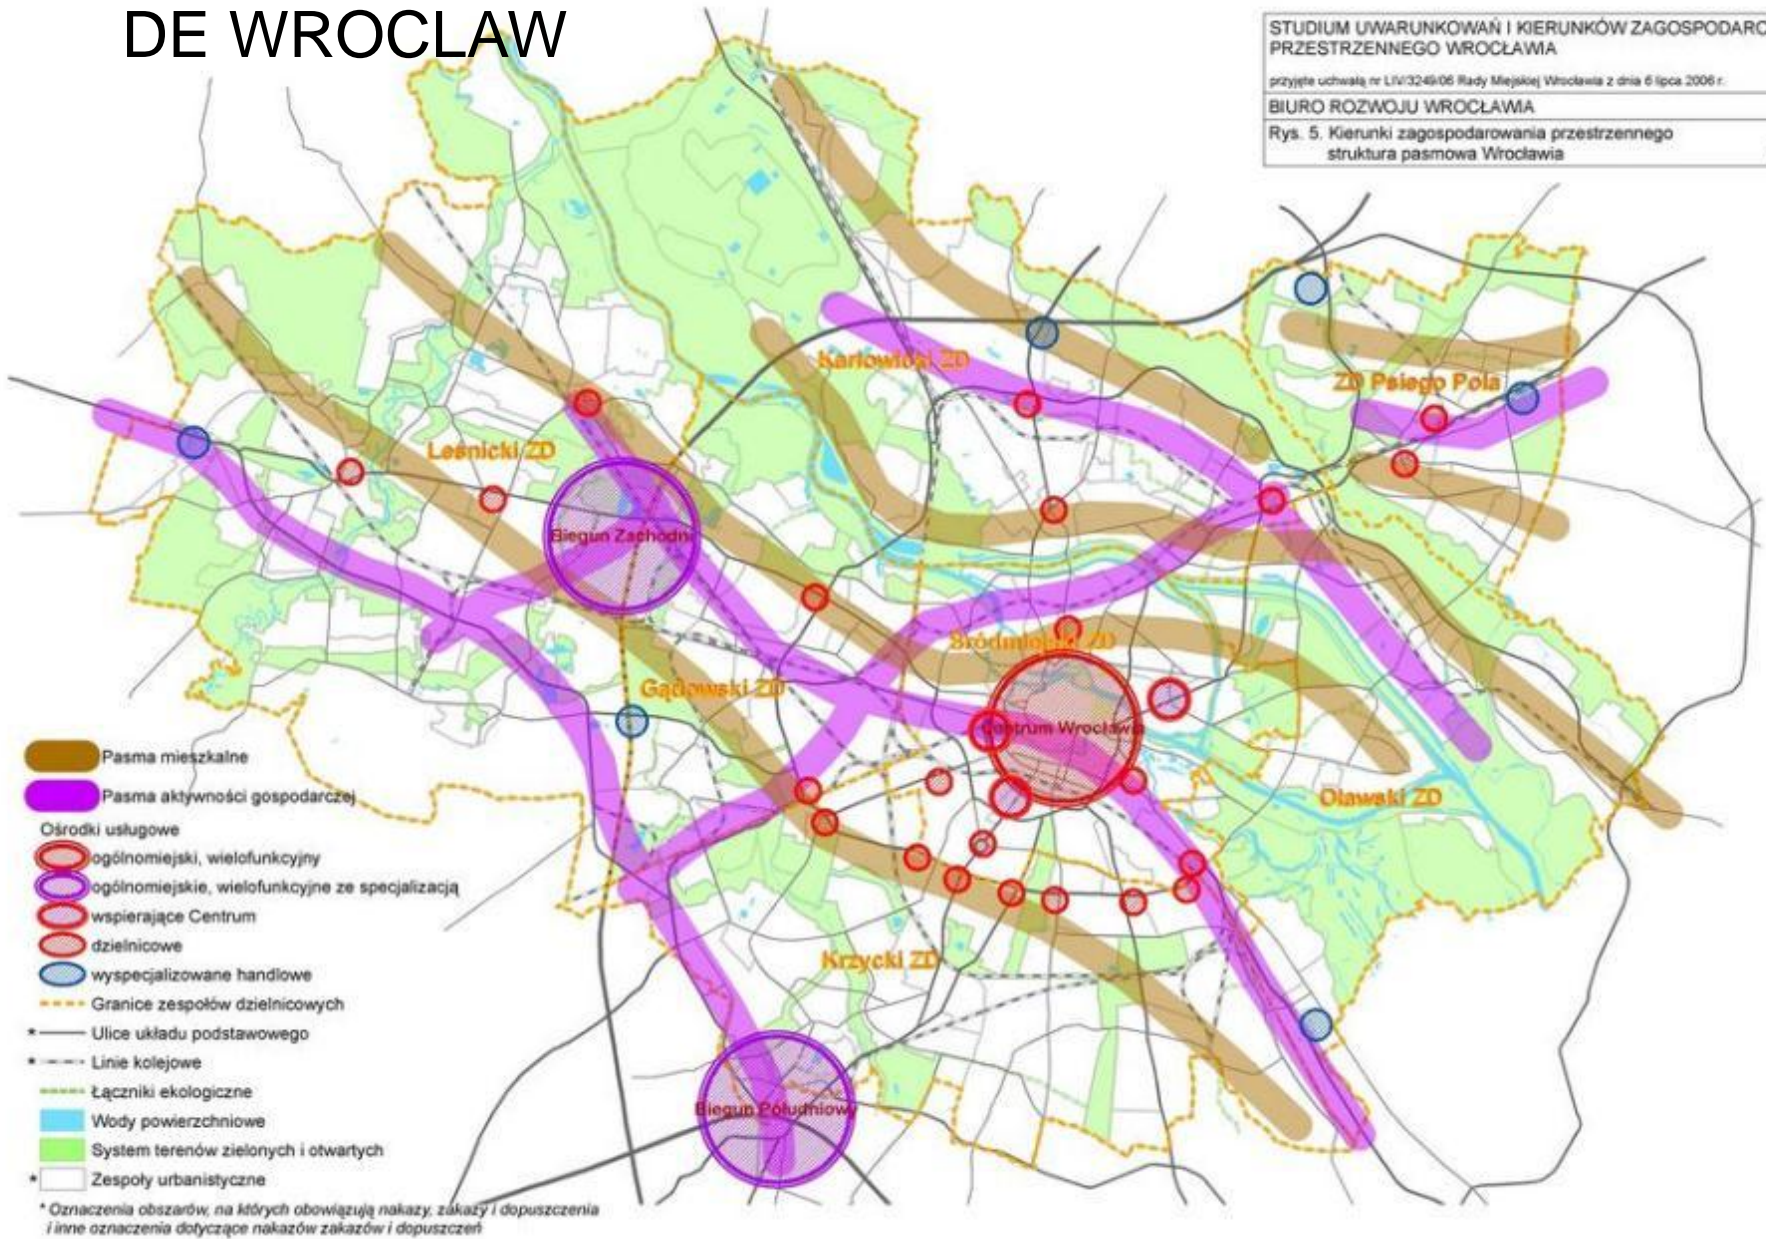 DE WROCLAW
STUDIUM UWARUNKOWAŃ I KIERUNKÓW ZAGOSPODARO
PRZESTRZENNEGO WROCŁAWIA
przyjęte uchwałą nr LIV/3249/06 Rady Miejskiej Wrocławia z dnia 6 lipca 2006 r.
BIURO ROZWOJU WROCŁAWIA
Rys. 5. Kierunki zagospodarowania przestrzennego
struktura pasmowa Wrocławia
Karłowicki ZD
ZD Psiego Pola
Leśnicki ZD
Biegun Zachodni
Śródmiejski ZD
Gądowski ZD
Centrum Wrocławia
Oławski ZD
Krzycki ZD
Biegun Południowy
Pasma mieszkalne
Pasma aktywności gospodarczej
Ośrodki usługowe
ogólnomiejski, wielofunkcyjny
ogólnomiejskie, wielofunkcyjne ze specjalizacją
wspierające Centrum
dzielnicowe
wyspecjalizowane handlowe
Granice zespołów dzielnicowych
* Ulice układu podstawowego
* Linie kolejowe
Łączniki ekologiczne
Wody powierzchniowe
System terenów zielonych i otwartych
* Zespoły urbanistyczne
* Oznaczenia obszarów, na których obowiązują nakazy, zakazy i dopuszczenia
i inne oznaczenia dotyczące nakazów zakazów i dopuszczeń